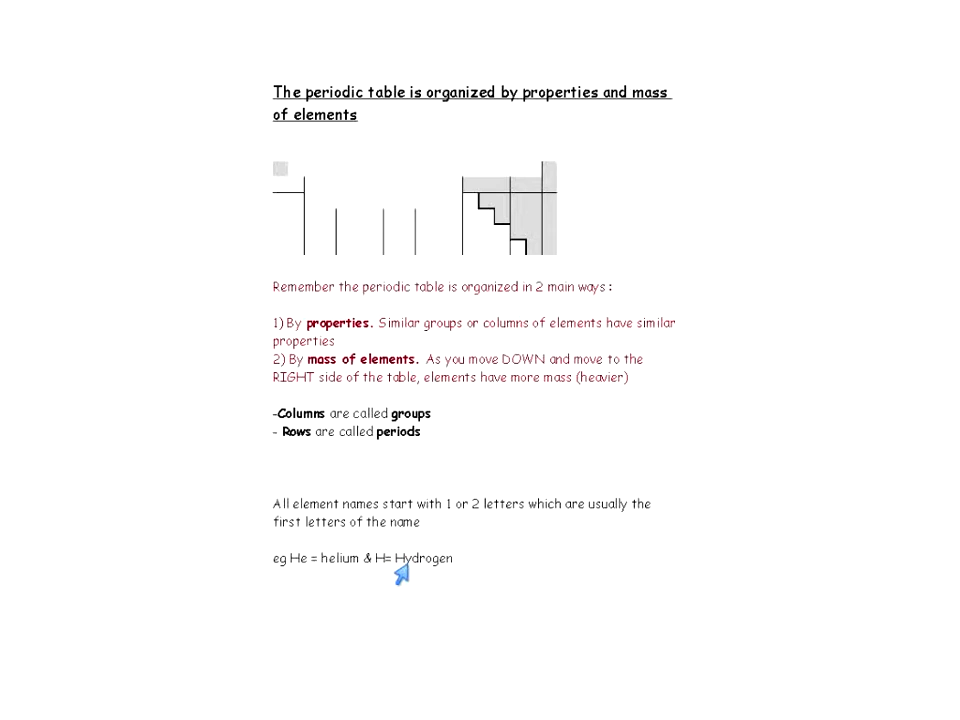 The periodic table is organized by properties and mass
of elements
Remember the periodic table is organized in 2 main ways :
1) By properties. Similar groups or columns of elements have similar
properties
2) By mass of elements. As you move DOWN and move to the
RIGHT side of the table, elements have more mass (heavier)
-Columns are called groups
- Rows are called periods
All element names start with 1 or 2 letters which are usually the
first letters of the name
eg He = helium & H= Hydrogen